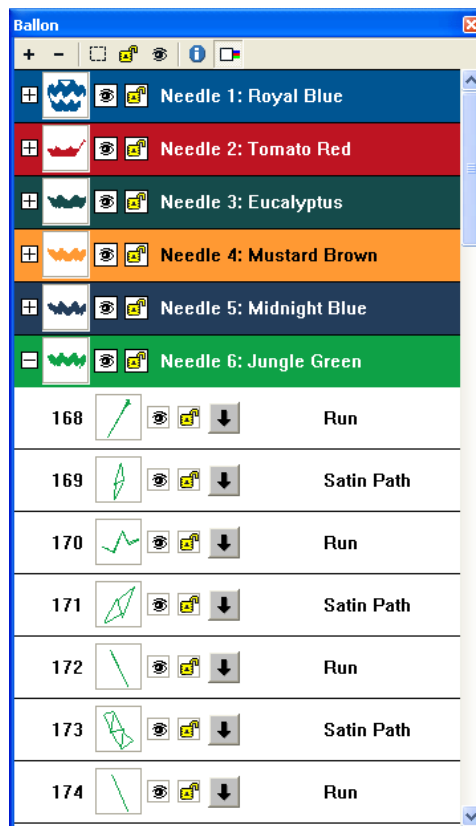 Ballon
Needle 1: Royal Blue
Needle 2: Tomato Red
Needle 3: Eucalyptus
Needle 4: Mustard Brown
Needle 5: Midnight Blue
Needle 6: Jungle Green
168 Run
169 Satin Path
170 Run
171 Satin Path
172 Run
173 Satin Path
174 Run